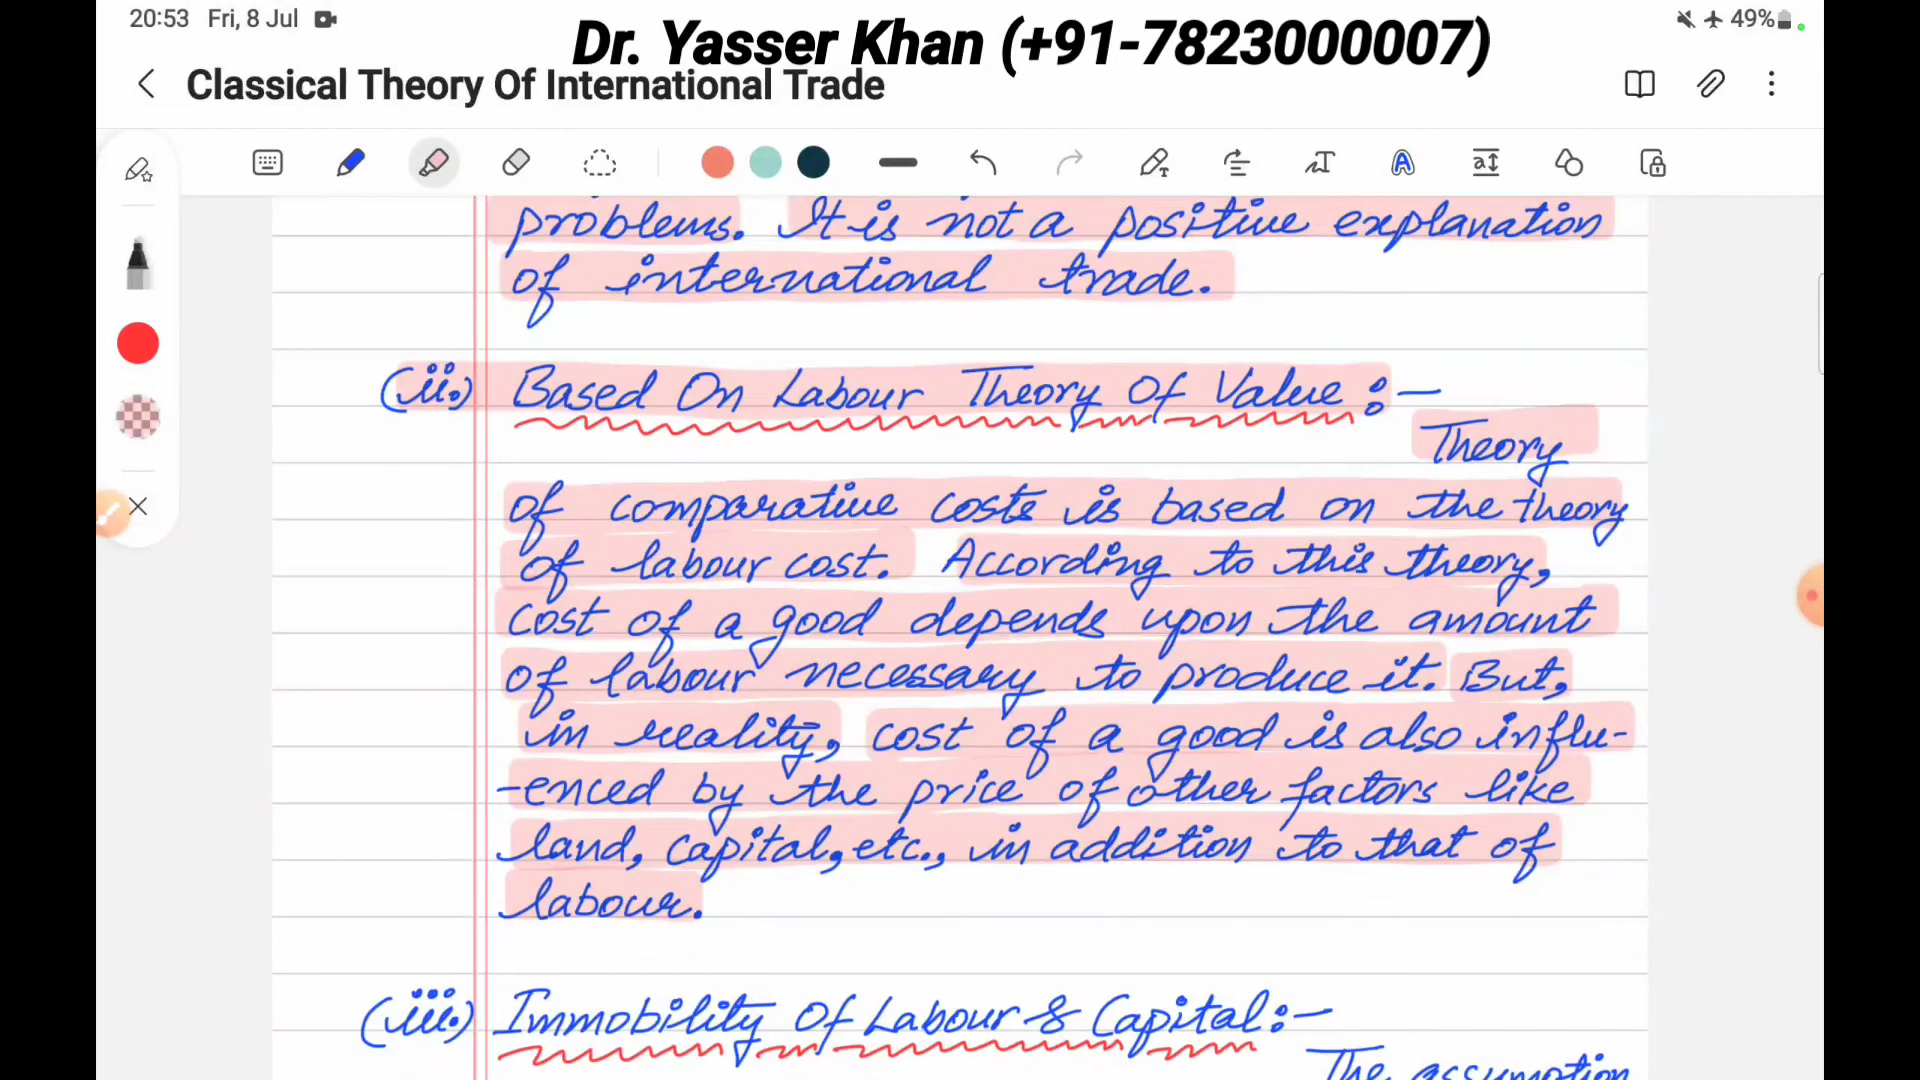 20:53 Fri, 8 Jul
49%
Dr. Yasser Khan (+91-7823000007)
Classical Theory Of International Trade
problems. It is not a positive explanation
of international trade.
(ii.) Based On Labour Theory Of Value :-
Theory
of comparative costs is based on the theory
of labour cost. According to this theory,
cost of a good depends upon the amount
of labour necessary to produce it. But,
in reality, cost of a good is also influ-
-enced by the price of other factors like
land, capital, etc., in addition to that of
labour.
(iii.) Immobility Of Labour & Capital :-
The assumption